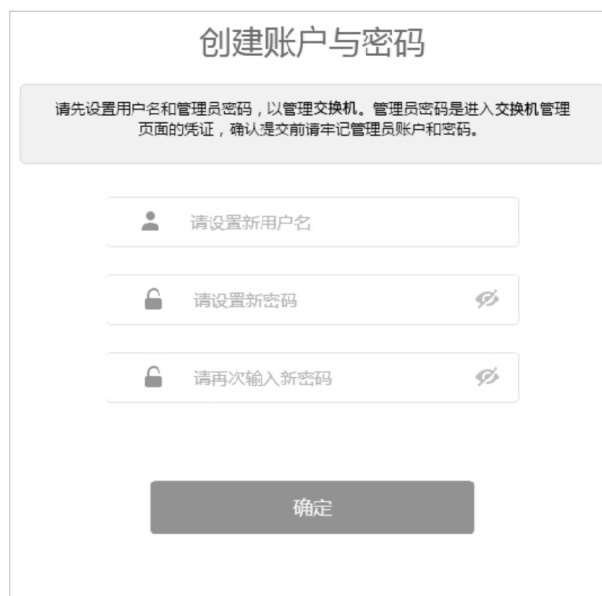 创建账户与密码
请先设置用户名和管理员密码，以管理交换机。管理员密码是进入交换机管理
页面的凭证，确认提交前请牢记管理员账户和密码。
请设置新用户名
请设置新密码
请再次输入新密码
确定